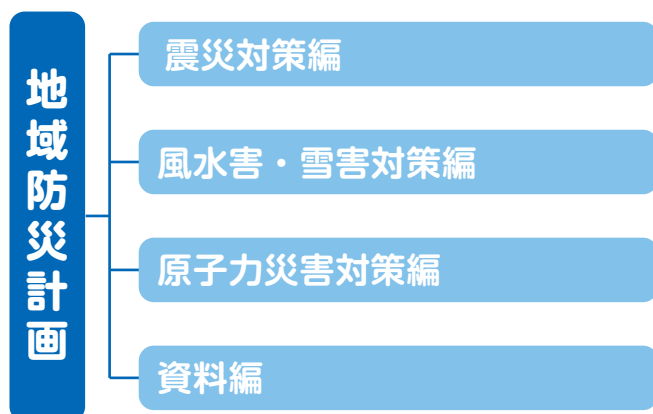 地域防災計画
震災対策編
風水害・雪害対策編
原子力災害対策編
資料編